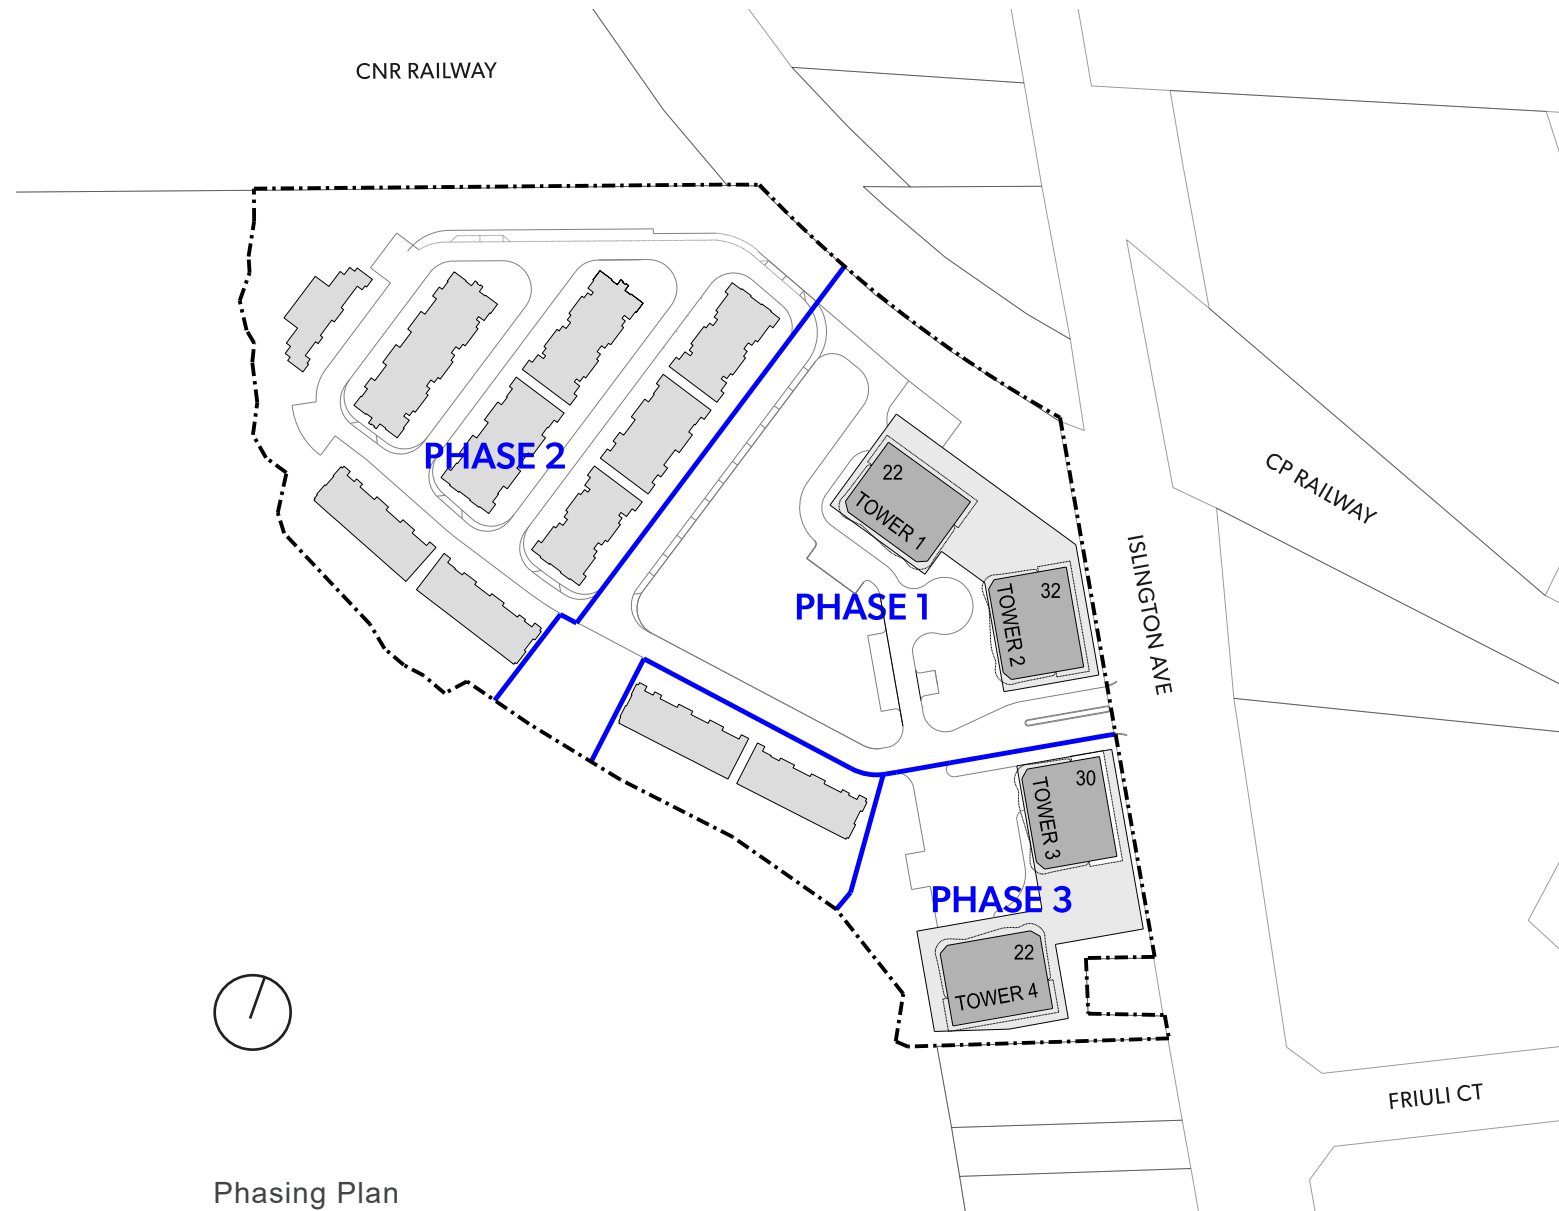 CNR RAILWAY
CP RAILWAY
PHASE 2
22
TOWER 1
ISLINGTON AVE
PHASE 1
32
TOWER 2
30
TOWER 3
PHASE 3
22
TOWER 4
FRIULI CT
Phasing Plan